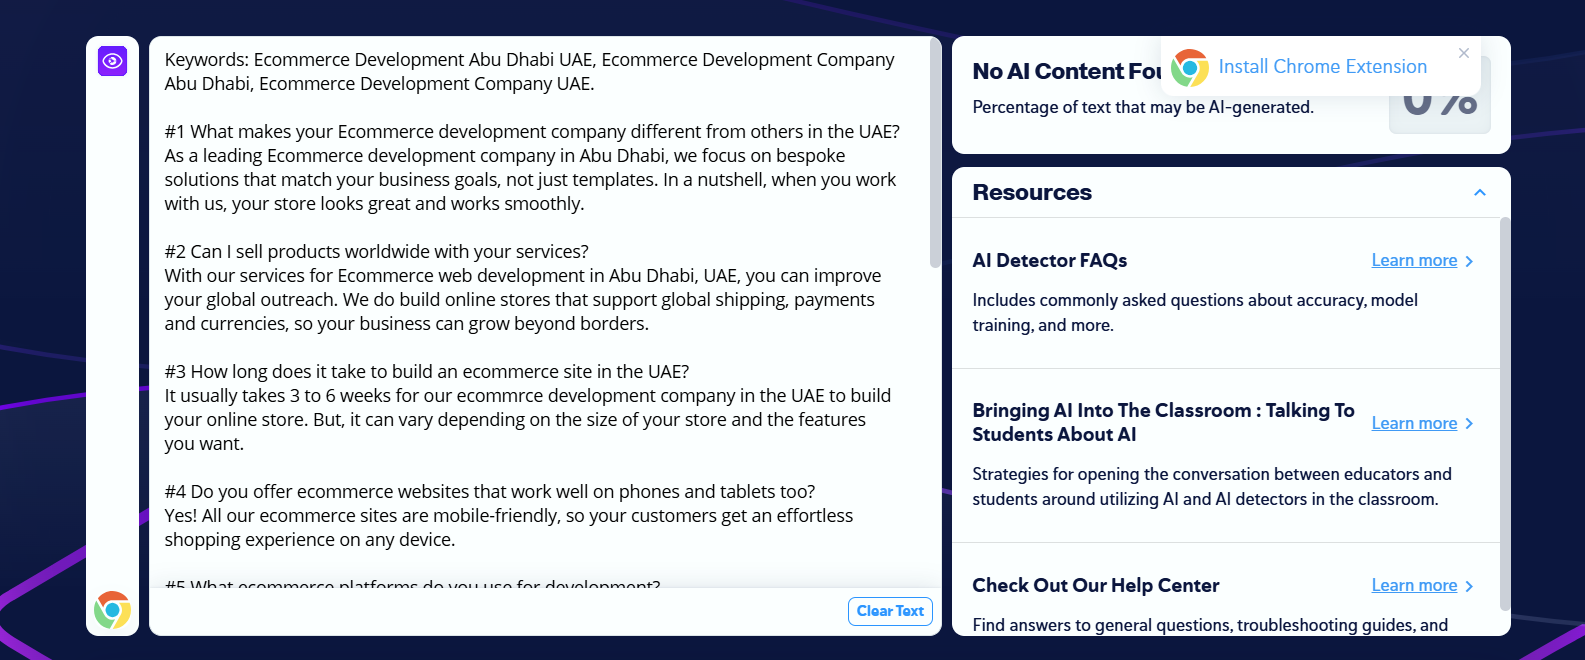 Keywords: Ecommerce Development Abu Dhabi UAE, Ecommerce Development Company
Abu Dhabi, Ecommerce Development Company UAE.
#1 What makes your Ecommerce development company different from others in the UAE?
As a leading Ecommerce development company in Abu Dhabi, we focus on bespoke
solutions that match your business goals, not just templates. In a nutshell, when you work
with us, your store looks great and works smoothly.
#2 Can I sell products worldwide with your services?
With our services for Ecommerce web development in Abu Dhabi, UAE, you can improve
your global outreach. We do build online stores that support global shipping, payments
and currencies, so your business can grow beyond borders.
#3 How long does it take to build an ecommerce site in the UAE?
It usually takes 3 to 6 weeks for our ecommrce development company in the UAE to build
your online store. But, it can vary depending on the size of your store and the features
you want.
#4 Do you offer ecommerce websites that work well on phones and tablets too?
Yes! All our ecommerce sites are mobile-friendly, so your customers get an effortless
shopping experience on any device.
#5 What ecommerce platforms do you use for development?
Clear Text
No AI Content Fou
Install Chrome Extension
Percentage of text that may be AI-generated.
0%
Resources
AI Detector FAQs
Learn more
Includes commonly asked questions about accuracy, model
training, and more.
Bringing AI Into The Classroom : Talking To
Students About AI
Learn more
Strategies for opening the conversation between educators and
students around utilizing AI and AI detectors in the classroom.
Check Out Our Help Center
Learn more
Find answers to general questions, troubleshooting guides, and